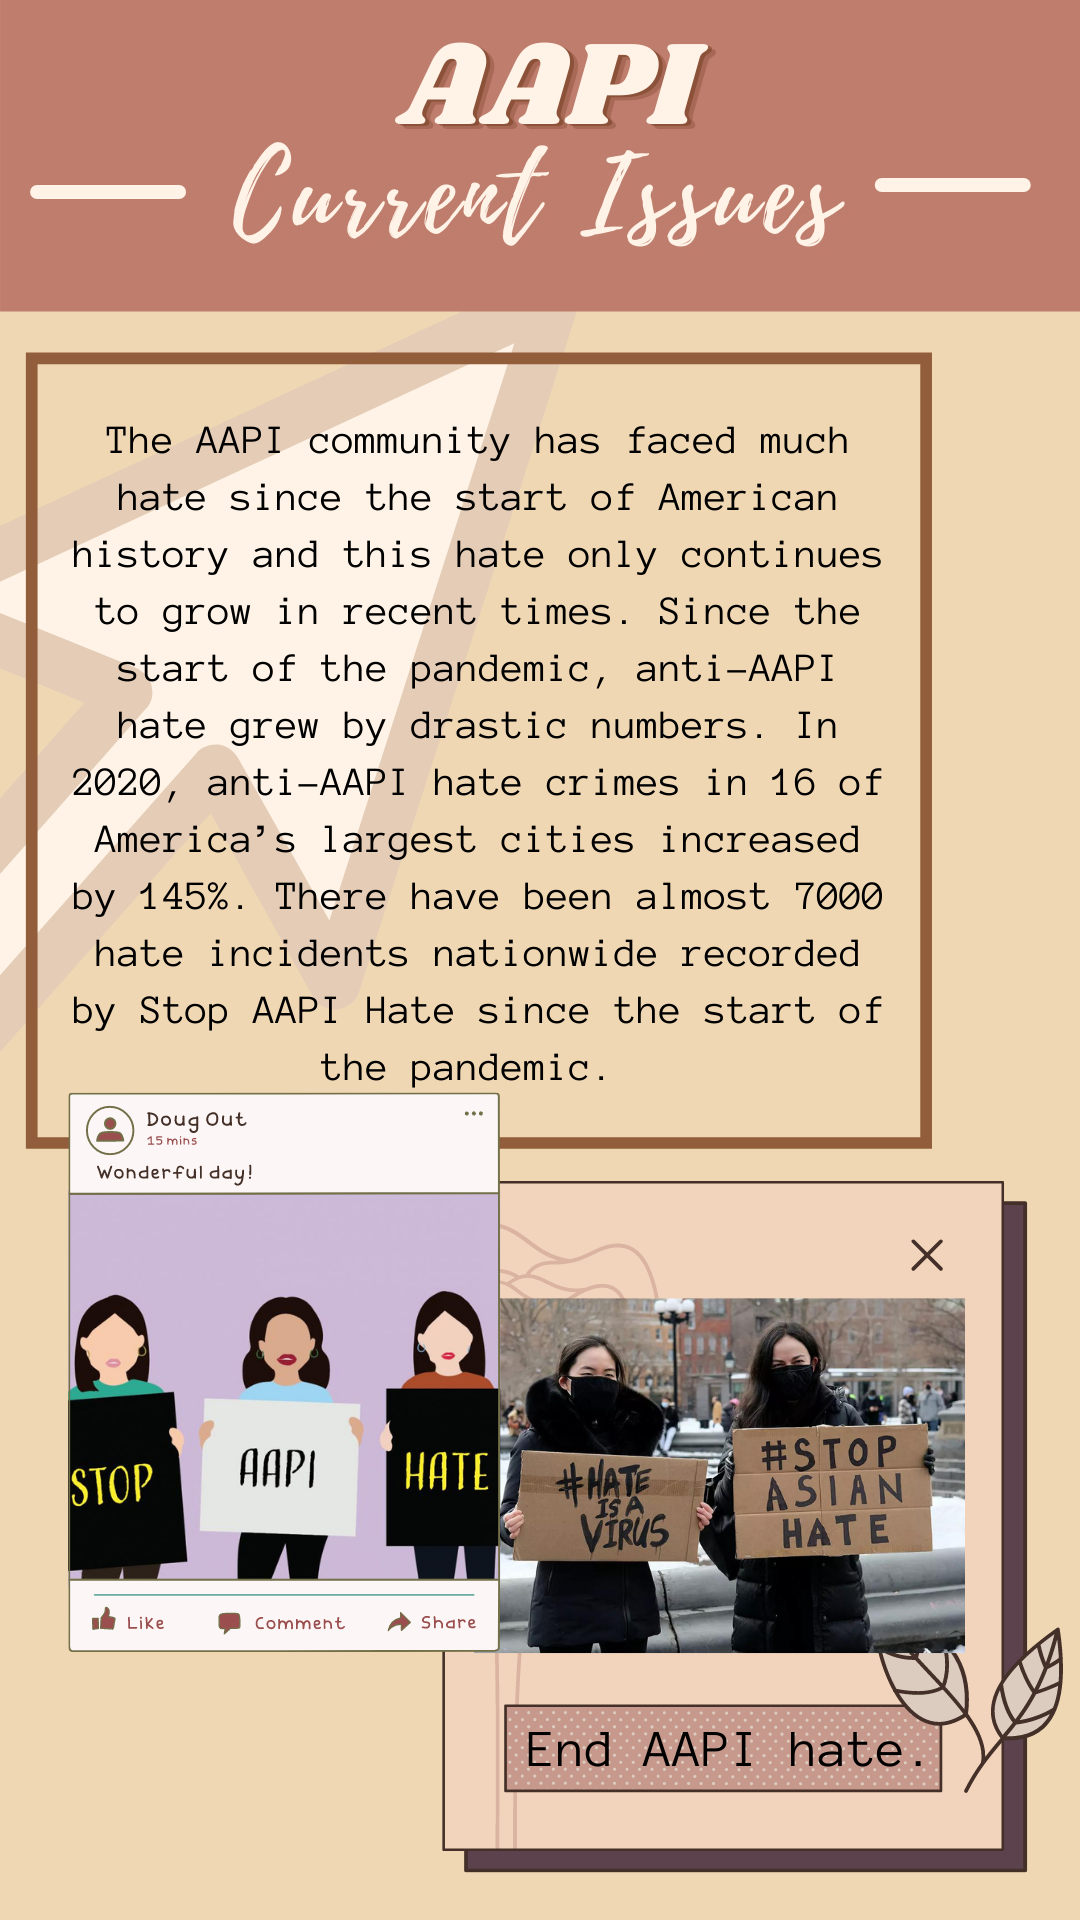 AAPI
Current Issues
The AAPI community has faced much
hate since the start of American
history and this hate only continues
to grow in recent times. Since the
start of the pandemic, anti-AAPI
hate grew by drastic numbers. In
2020, anti-AAPI hate crimes in 16 of
America’s largest cities increased
by 145%. There have been almost 7000
hate incidents nationwide recorded
by Stop AAPI Hate since the start of
the pandemic.
Doug Out
15 mins
Wonderful day!
STOP
AAPI
HATE
Like
Comment
Share
#HATE
IS A
VIRUS
#STOP
ASIAN
HATE
End AAPI hate.